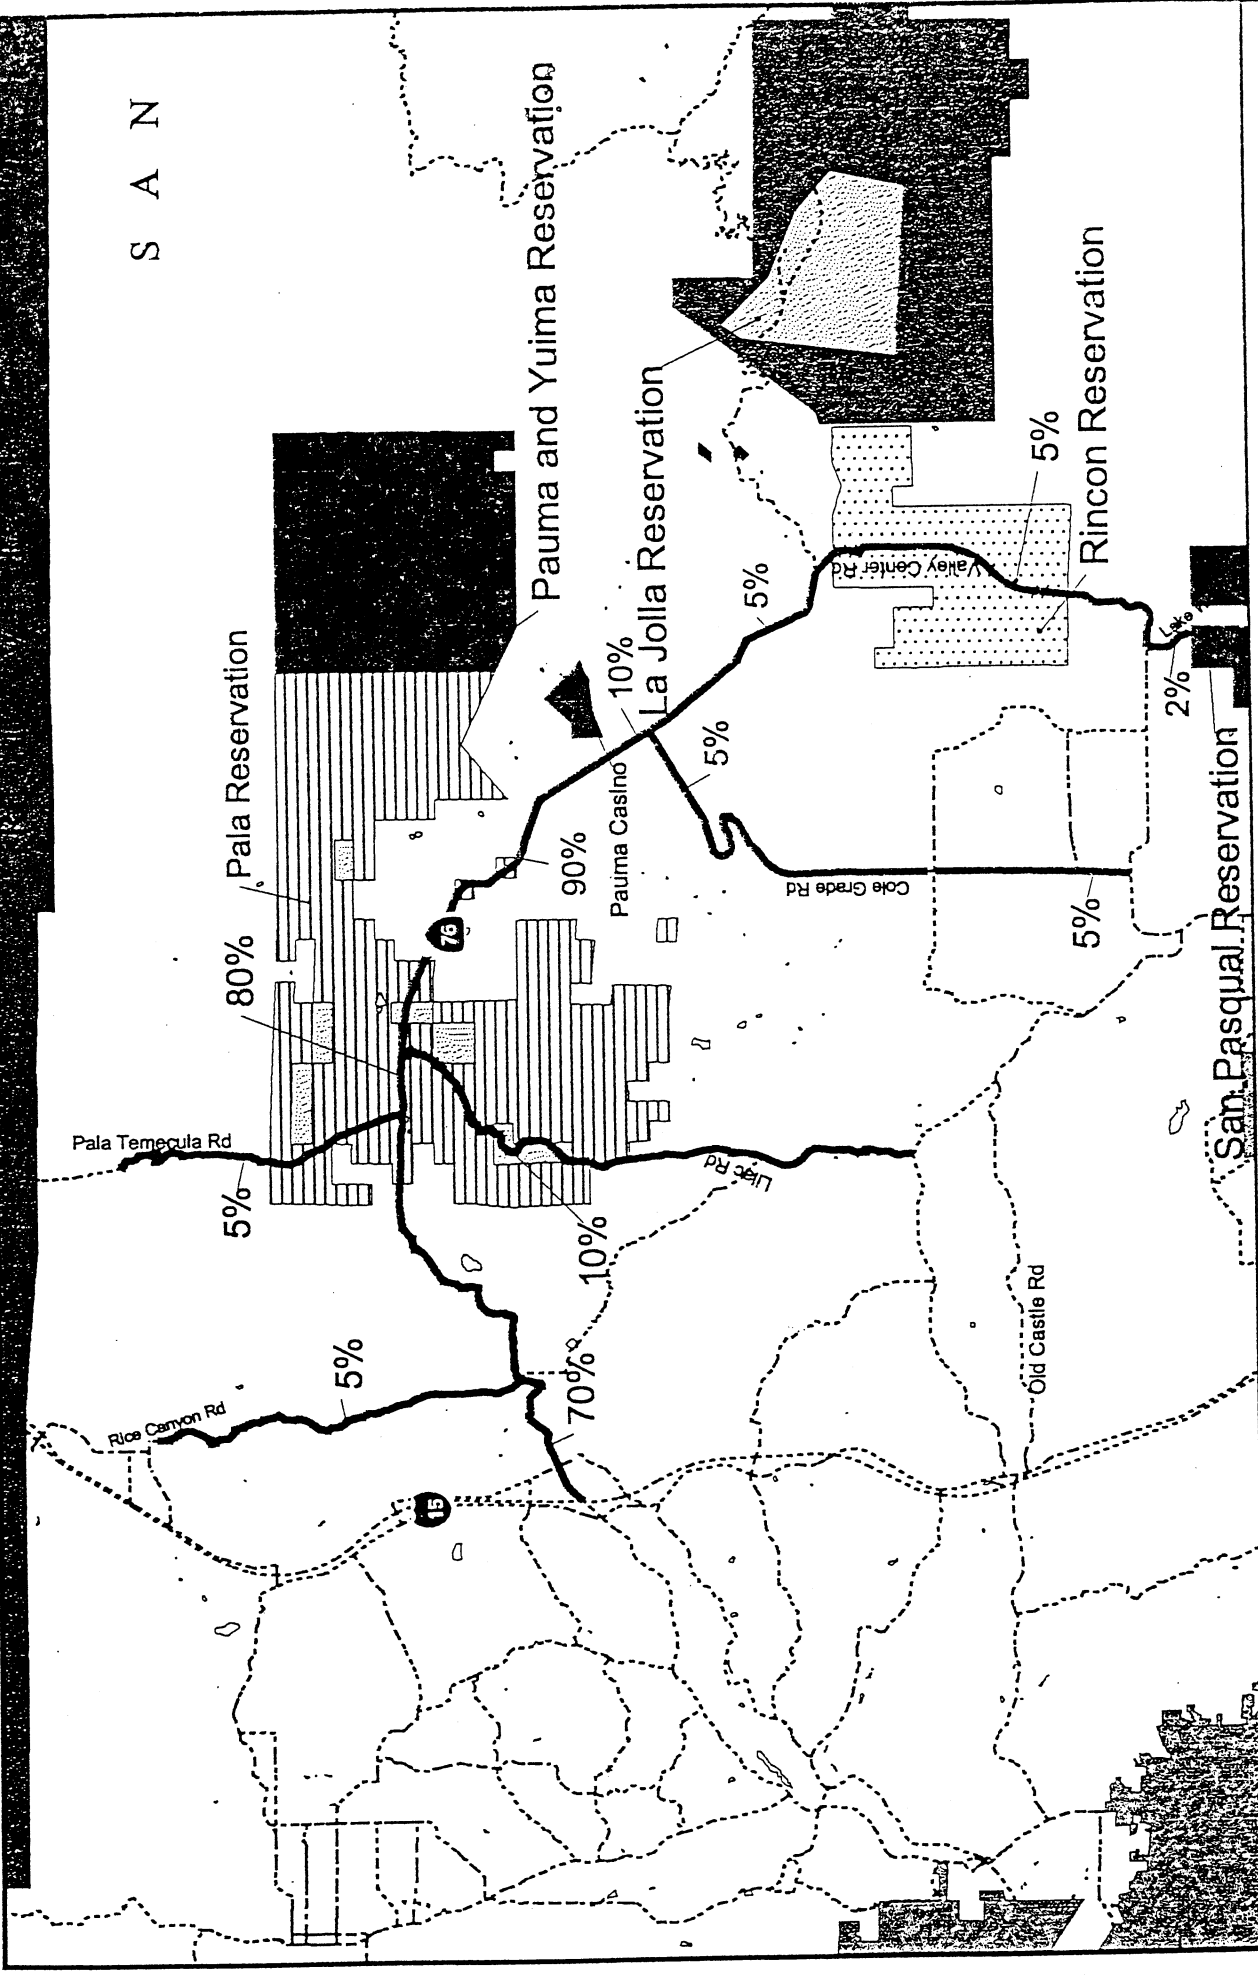 S A N
Pala Temecula Rd
5%
Pala Reservation
80%
Rice Canyon Rd
5%
15
76
Pauma and Yuima Reservation
90%
Pauma Casino
10%
La Jolla Reservation
10%
70%
5%
5%
Lilac Rd
Cole Grade Rd
Valley Center Rd
5%
Rincon Reservation
Old Castle Rd
5%
Lake
2%
San Pasqual Reservation